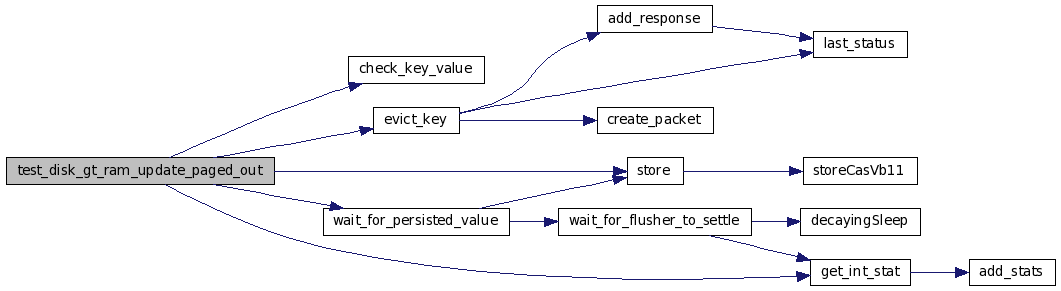 add_response
last_status
check_key_value
evict_key
create_packet
test_disk_gt_ram_update_paged_out
store
storeCasVb11
wait_for_persisted_value
wait_for_flusher_to_settle
decayingSleep
get_int_stat
add_stats